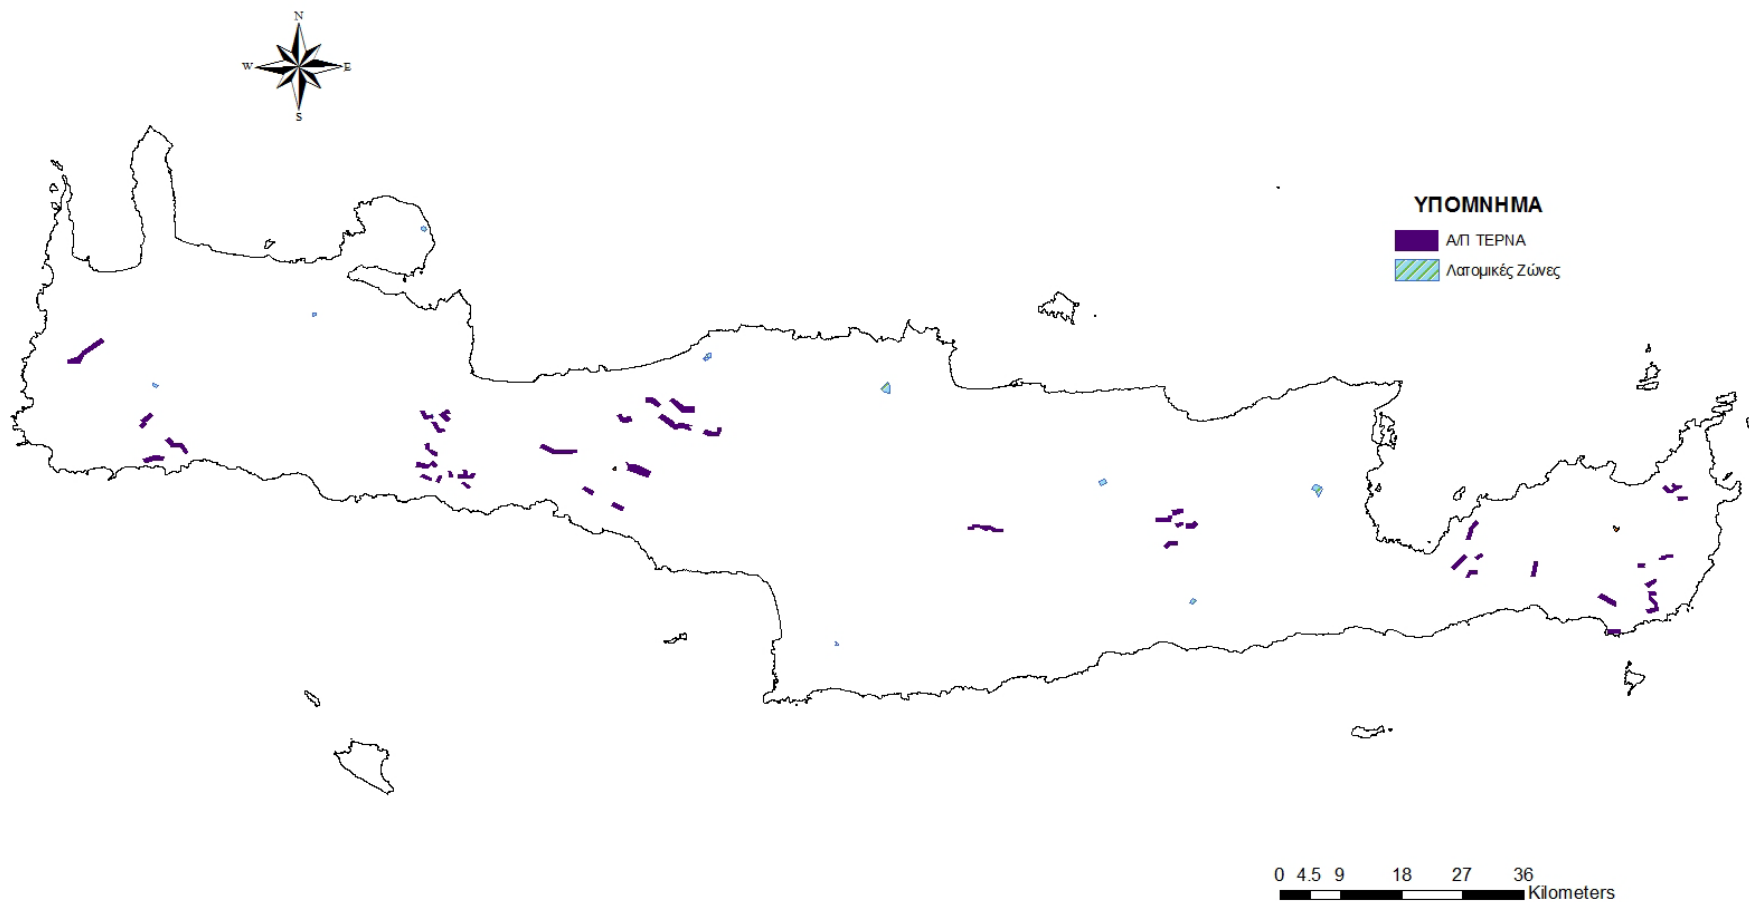 N
W E
S
ΥΠΟΜΝΗΜΑ
Α/Π ΤΕΡΝΑ
Λατομικές Ζώνες
0 4.5 9 18 27 36
Kilometers